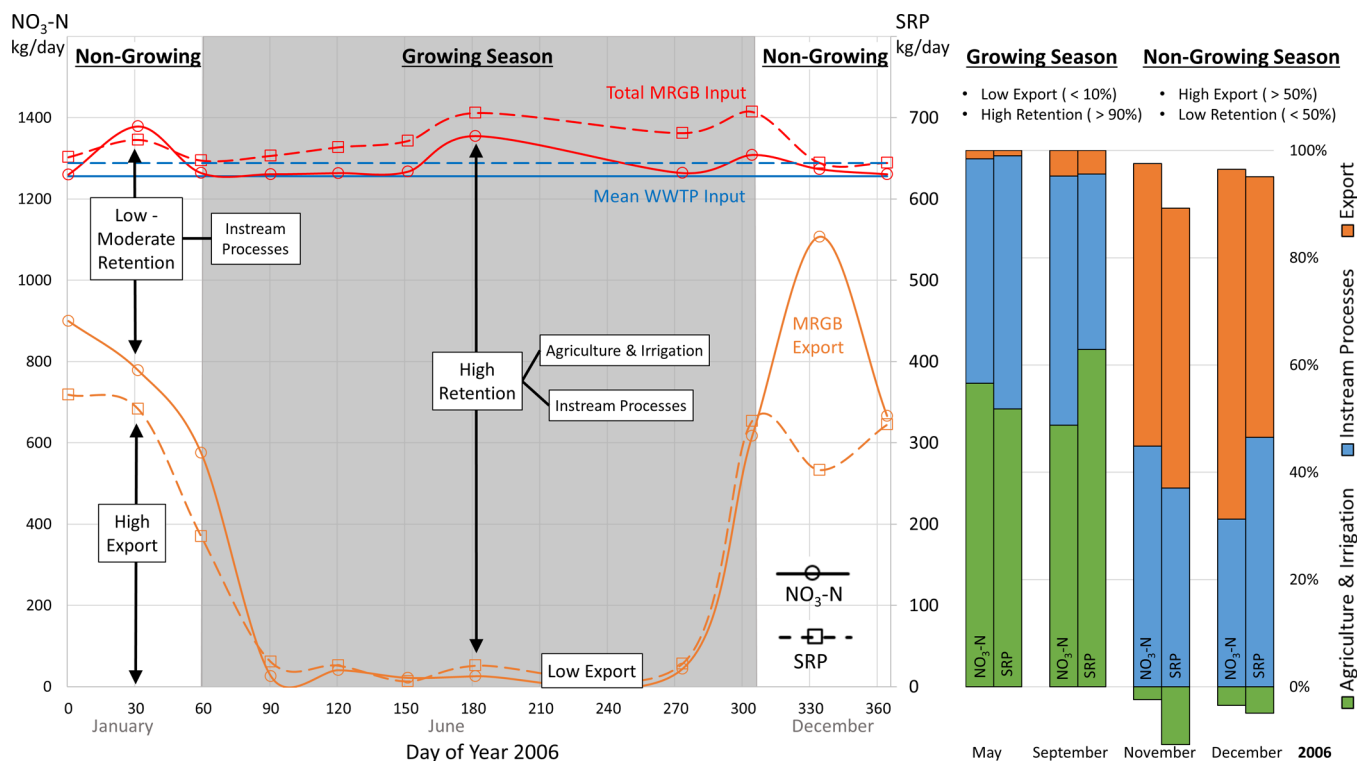 NO₃-N
kg/day
SRP
kg/day
Non-Growing
Growing Season
Non-Growing
1400
1200
1000
800
600
400
200
0
700
600
500
400
300
200
100
0
Total MRGB Input
Mean WWTP Input
Low -
Moderate
Retention
Instream
Processes
High
Export
High
Retention
Agriculture & Irrigation
Instream Processes
MRGB
Export
Low Export
NO₃-N
SRP
0 30 60 90 120 150 180 210 240 270 300 330 360
January June December
Day of Year 2006
Growing Season
• Low Export ( < 10%)
• High Retention ( > 90%)
Non-Growing Season
• High Export ( > 50%)
• Low Retention ( < 50%)
100%
80%
60%
40%
20%
0%
NO₃-N SRP NO₃-N SRP NO₃-N SRP NO₃-N SRP
May September November December 2006
Export
Instream Processes
Agriculture & Irrigation